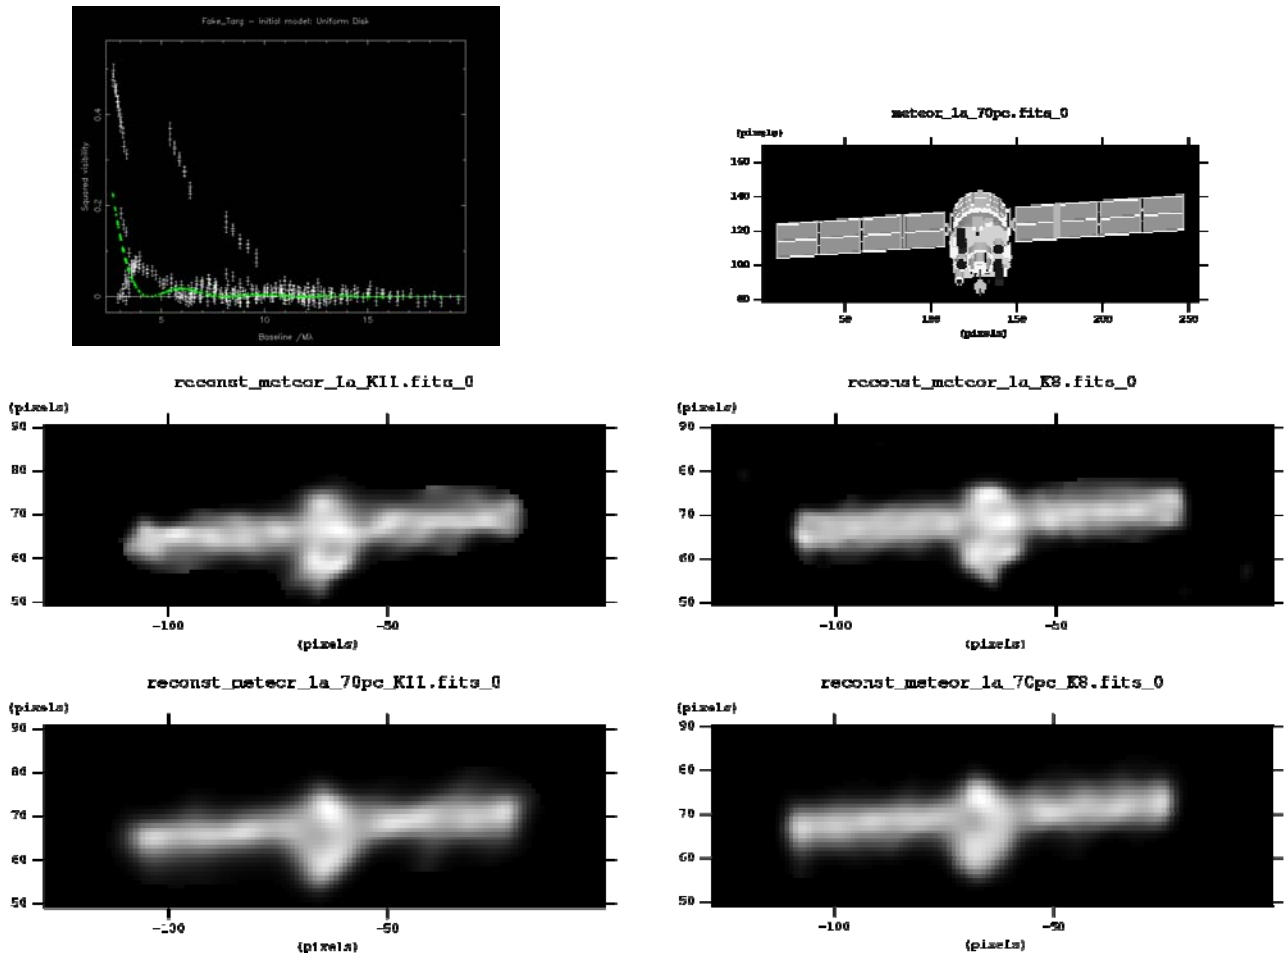 Fake_Targ - initial model: Uniform Disk
0.4
0.2
0
Squared visibility
5
10
15
Baseline /Mλ
meteor_1a_70pc.fits_0
(pixels)
160
140
120
100
80
50
100
150
200
250
(pixels)
reconst_meteor_1a_K11.fits_0
(pixels)
90
80
70
60
50
-100
-50
(pixels)
reconst_meteor_1a_K8.fits_0
(pixels)
90
80
70
60
50
-100
-50
(pixels)
reconst_meteor_1a_70pc_K11.fits_0
(pixels)
90
80
70
60
50
-100
-50
(pixels)
reconst_meteor_1a_70pc_K8.fits_0
(pixels)
90
80
70
60
50
-100
-50
(pixels)